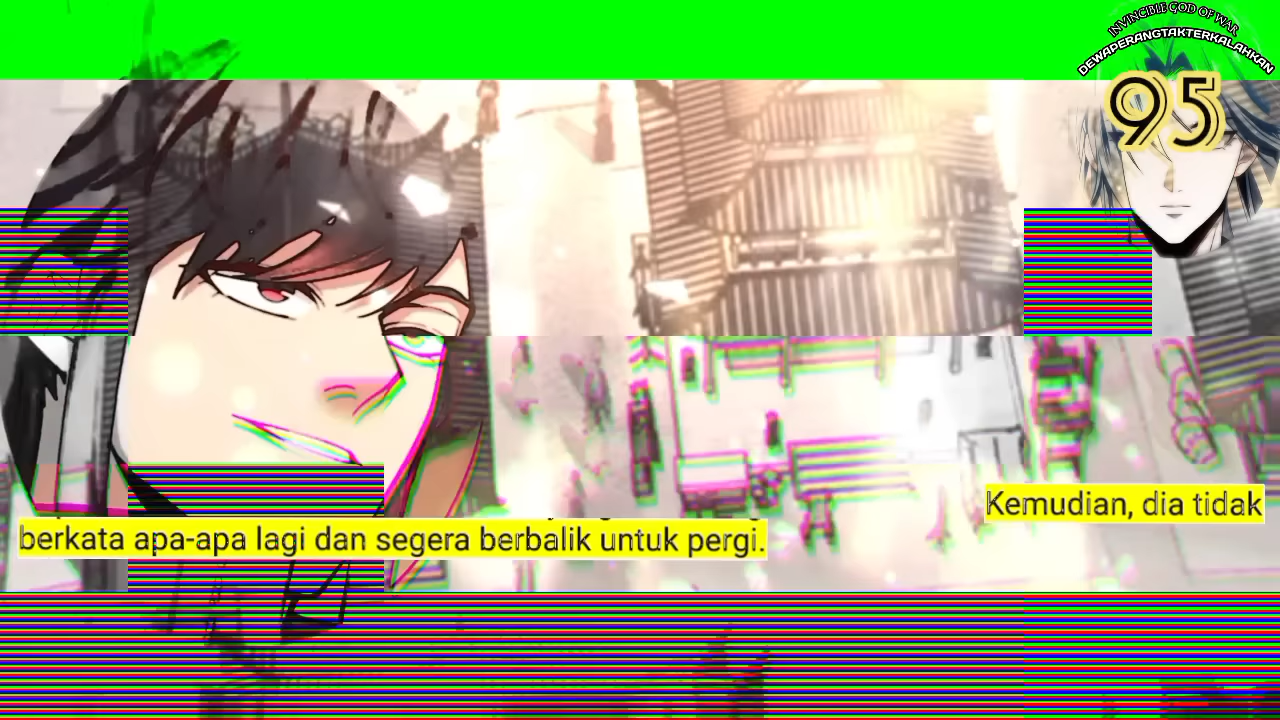 INVINCIBLE GOD OF WAR
DEWAPERANGTAKTERKALAHKAN
95
Kemudian, dia tidak
berkata apa-apa lagi dan segera berbalik untuk pergi.